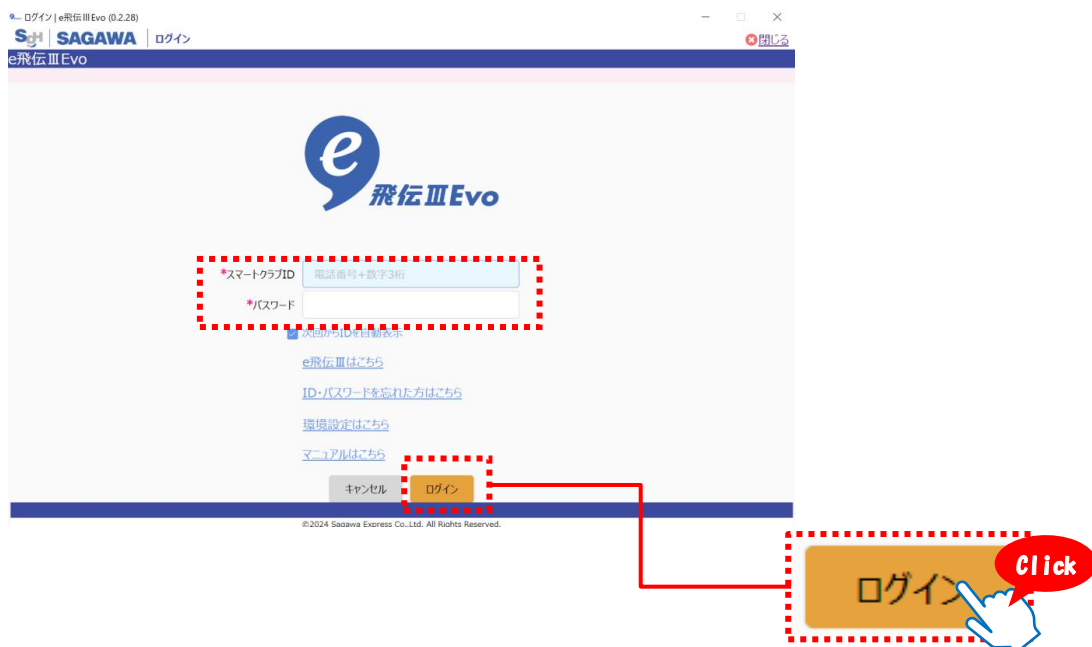 ログイン | e飛伝ⅢEvo (0.2.28)
SGH SAGAWA ログイン
閉じる
e飛伝ⅢEvo
e
飛伝ⅢEvo
*スマートクラブID 電話番号+数字3桁
*パスワード
次回からIDを自動表示
e飛伝Ⅲはこちら
ID・パスワードを忘れた方はこちら
環境設定はこちら
マニュアルはこちら
キャンセル ログイン
©2024 Sagawa Express Co.,Ltd. All Rights Reserved.
ログイン
Click